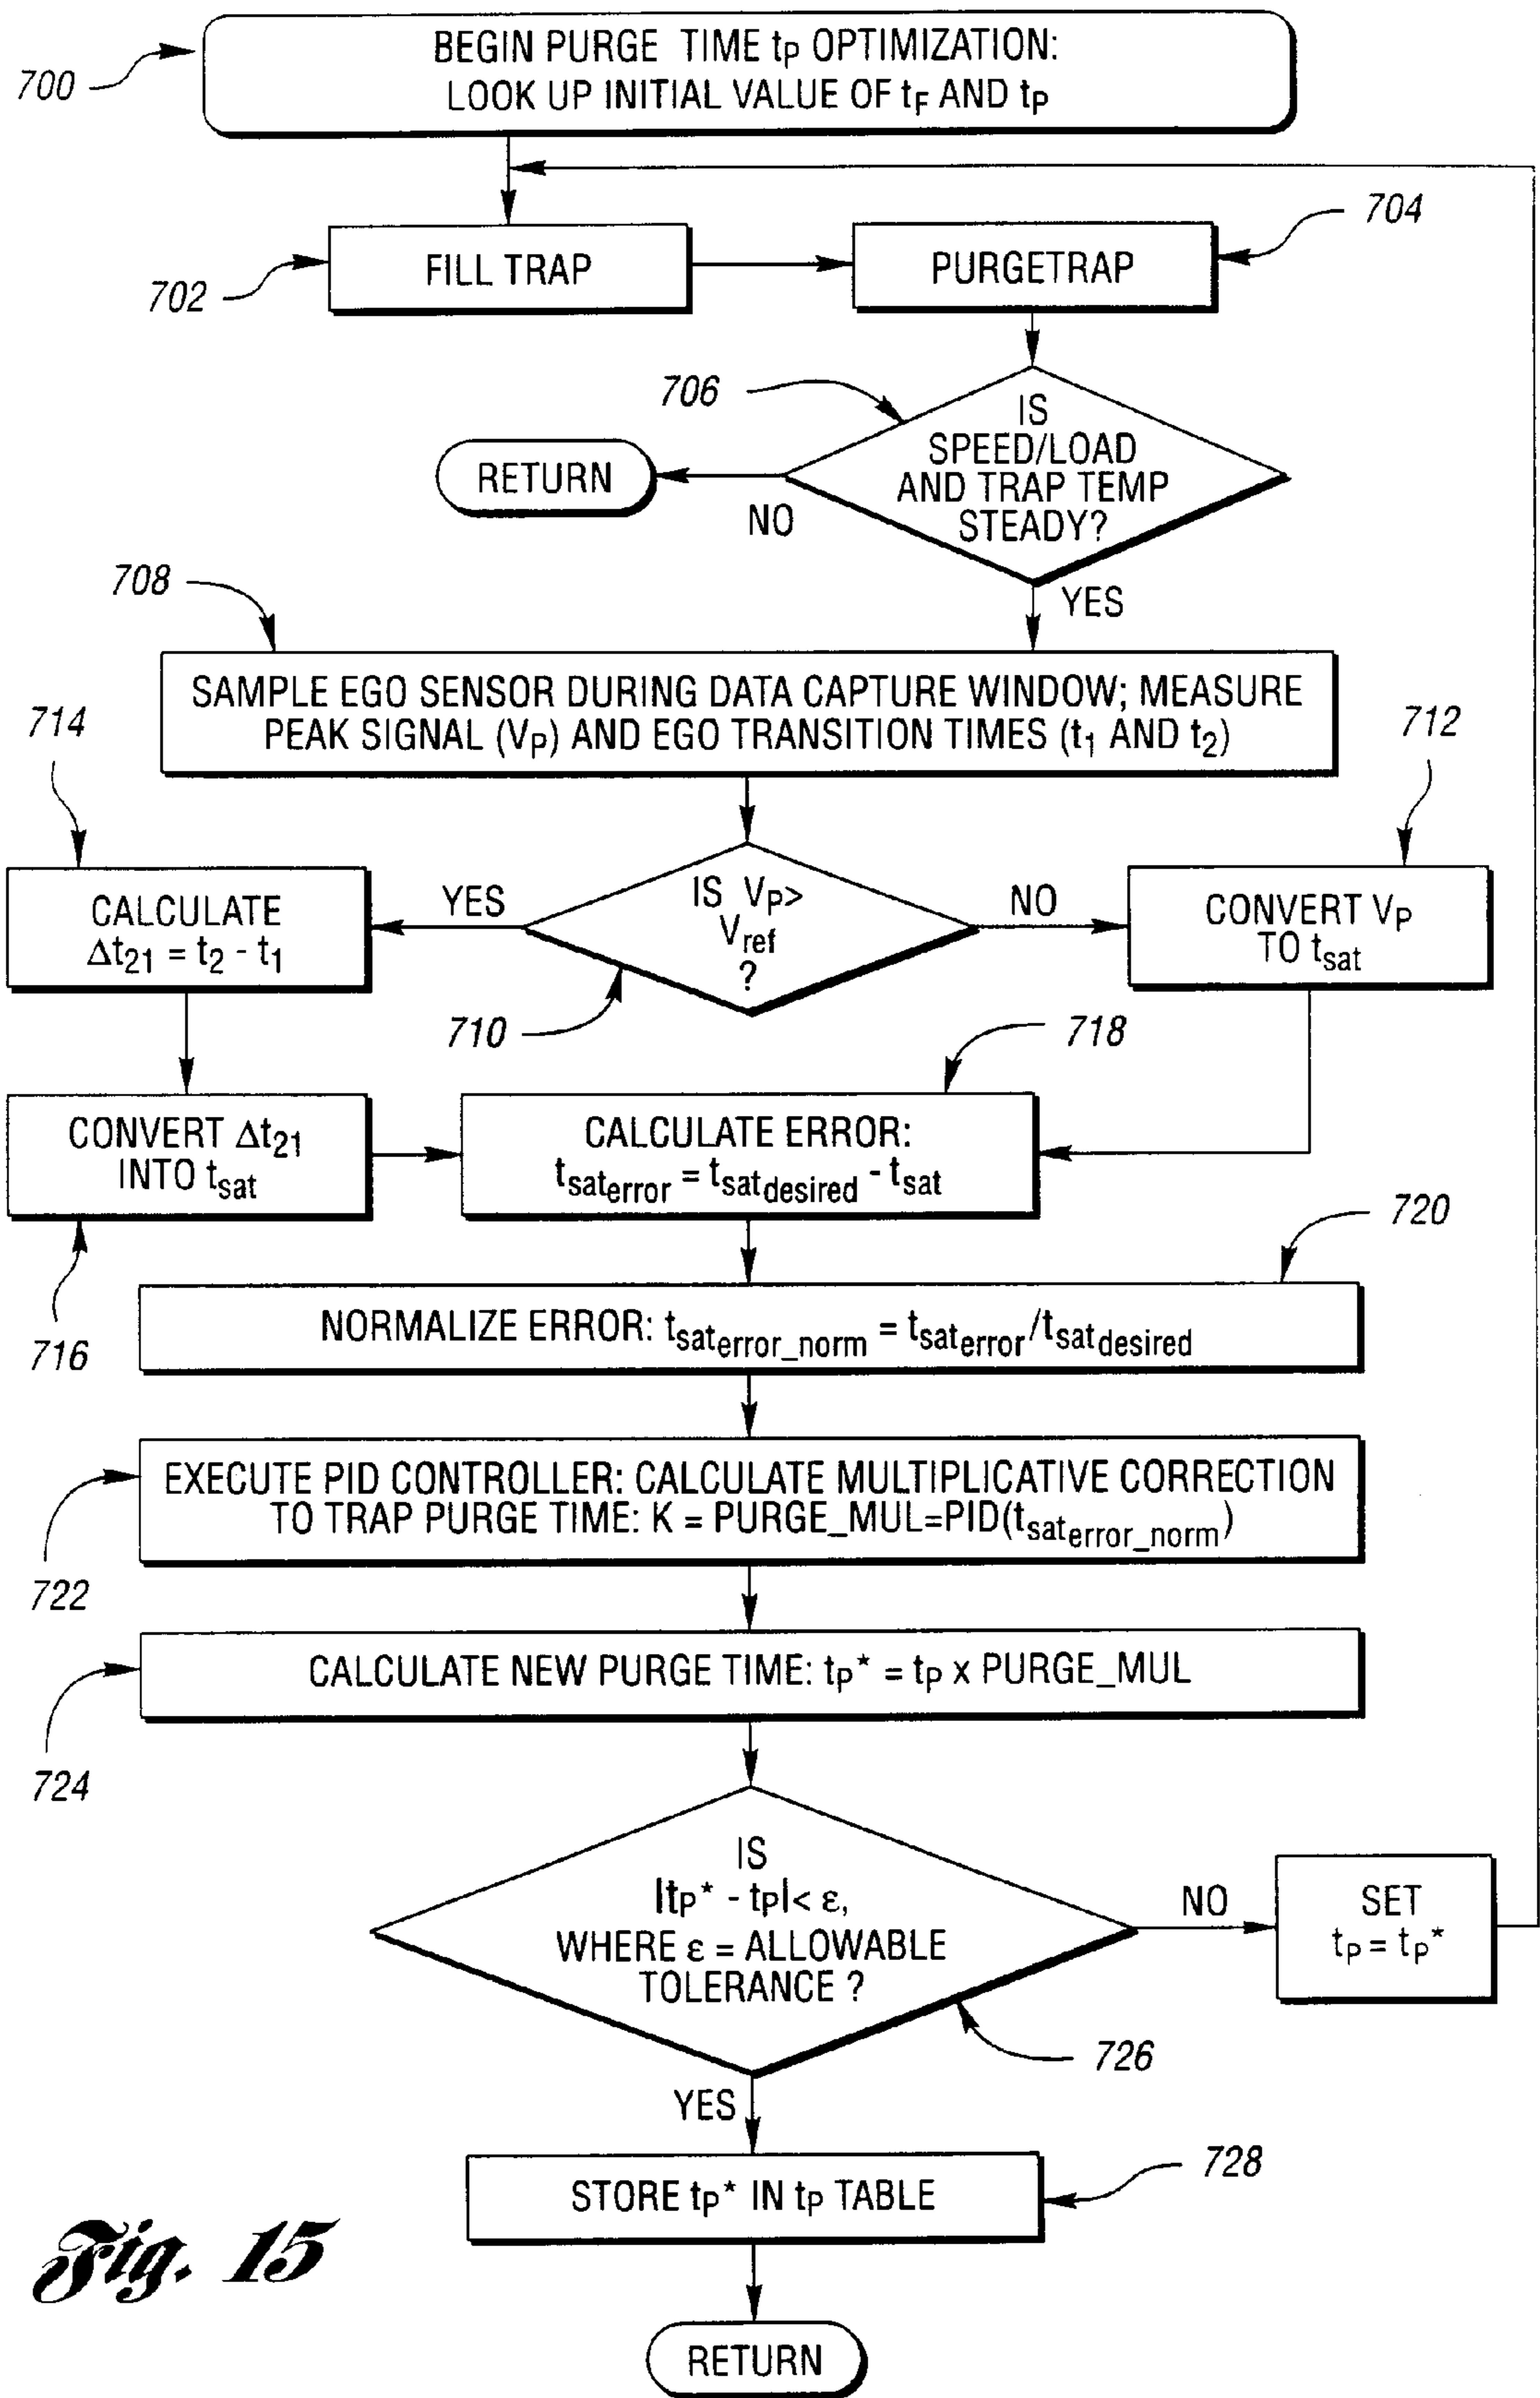 700
BEGIN PURGE TIME tP OPTIMIZATION:
LOOK UP INITIAL VALUE OF tF AND tP
702
FILL TRAP
PURGETRAP
704
706
IS
SPEED/LOAD
AND TRAP TEMP
STEADY?
RETURN
NO
YES
708
SAMPLE EGO SENSOR DURING DATA CAPTURE WINDOW; MEASURE
PEAK SIGNAL (VP) AND EGO TRANSITION TIMES (t1 AND t2)
714
712
CALCULATE
Δt21 = t2 - t1
YES
IS VP>
Vref
?
NO
CONVERT VP
TO tsat
710
718
CONVERT Δt21
INTO tsat
CALCULATE ERROR:
tsaterror = tsatdesired - tsat
716
720
NORMALIZE ERROR: tsaterror_norm = tsaterror/tsatdesired
722
EXECUTE PID CONTROLLER: CALCULATE MULTIPLICATIVE CORRECTION
TO TRAP PURGE TIME: K = PURGE_MUL=PID(tsaterror_norm)
724
CALCULATE NEW PURGE TIME: tP* = tP x PURGE_MUL
IS
|tP* - tP|< ε,
WHERE ε = ALLOWABLE
TOLERANCE ?
NO
SET
tP = tP*
726
YES
STORE tP* IN tP TABLE
728
RETURN
Fig. 15